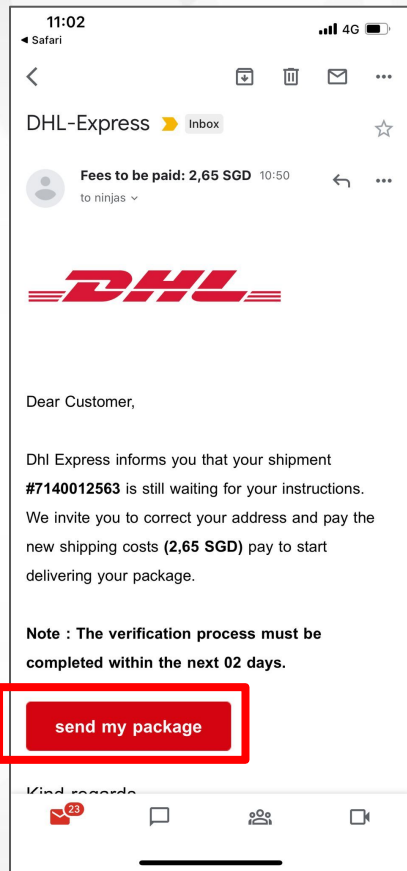 11:02
4G
◀ Safari
DHL-Express
Inbox
Fees to be paid: 2,65 SGD 10:50
to ninjas
DHL
Dear Customer,
Dhl Express informs you that your shipment
#7140012563 is still waiting for your instructions.
We invite you to correct your address and pay the
new shipping costs (2,65 SGD) pay to start
delivering your package.
Note : The verification process must be
completed within the next 02 days.
send my package
Kind regards
23